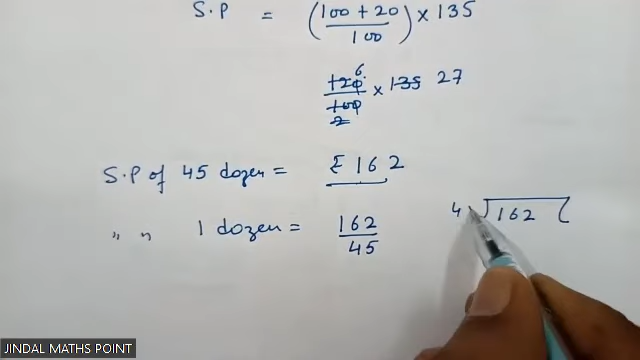 S.P = (100 + 20 / 100) × 135
120 6 / 100 2 × 135 27
S.P of 45 dozen = ₹ 162
„ „ 1 dozen = 162 / 45
4 ) 162 (
JINDAL MATHS POINT